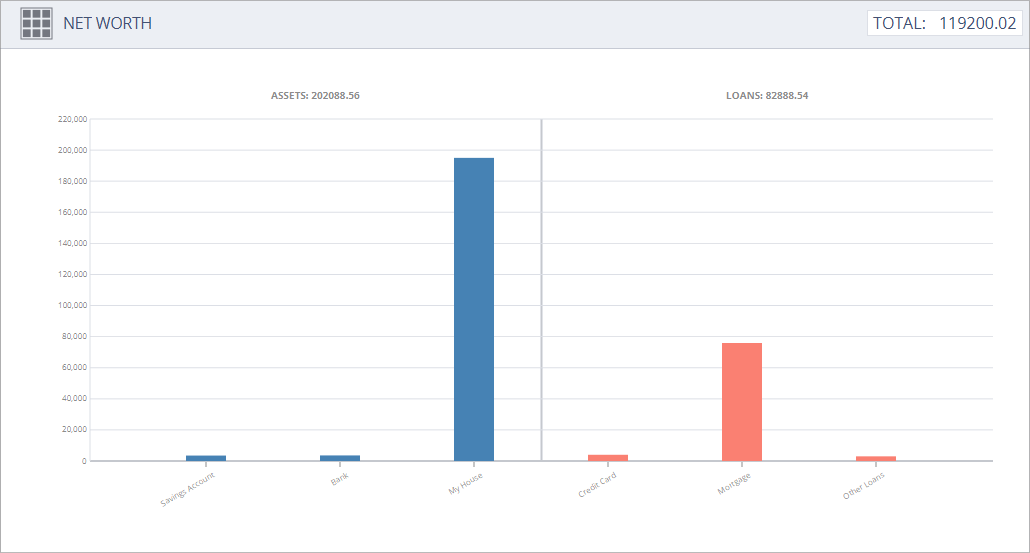 NET WORTH
TOTAL: 119200.02
ASSETS: 202088.56
LOANS: 82888.54
220,000
200,000
180,000
160,000
140,000
120,000
100,000
80,000
60,000
40,000
20,000
0
Savings Account
Bank
My House
Credit Card
Mortgage
Other Loans